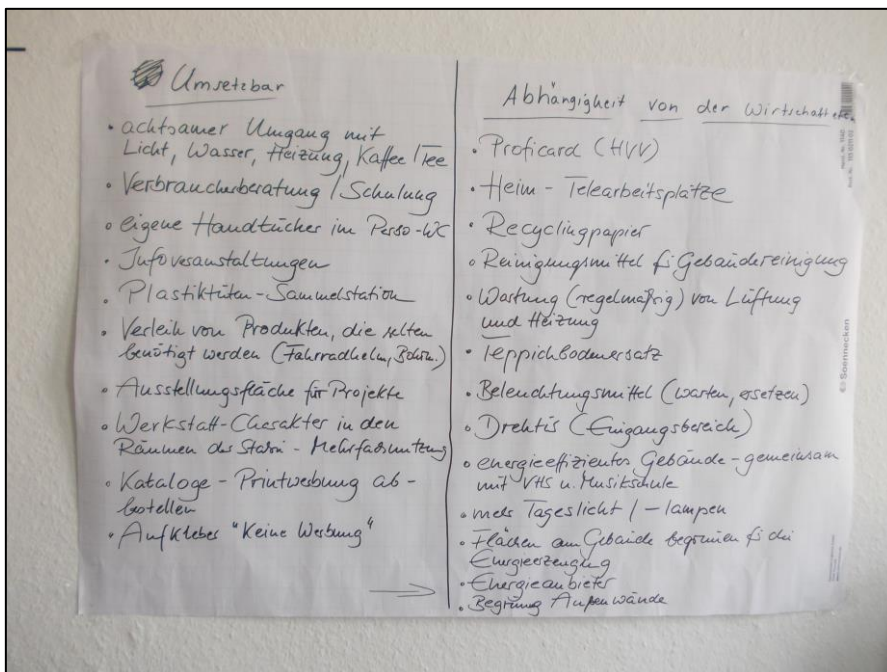 Umsetzbar
• achtsamer Umgang mit
Licht, Wasser, Heizung, Kaffee/Tee
• Verbraucherberatung / Schulung
• eigene Handtücher im Perso-WC
• Infoveranstaltungen
• Plastiktüten-Sammelstation
• Verleih von Produkten, die selten
benötigt werden (Fahrradhelm,
• Ausstellungsfläche für Projekte
• Werkstatt-Charakter in den
Räumen der - Mehrfachnutzung
• Kataloge - Printwerbung ab-
bestellen
• Aufkleber "Keine Werbung"
Abhängigkeit von der Wirtschaft etc.
• Proficard (HVV)
• Heim-Telearbeitsplätze
• Recyclingpapier
• Reinigungsmittel f. Gebäudereinigung
• Wartung (regelmäßig) von Lüftung
und Heizung
• Teppichbodenersatz
• Beleuchtungsmittel (warten, ersetzen)
• Drehtür (Eingangsbereich)
• energieeffizientes Gebäude - gemeinsam
mit VHS u. Musikschule
• mehr Tageslicht / -lampen
• Flächen am Gebäude begrünen f. die
Energieerzeugung
• Energieanbieter
• Begrünung Außenwände
Soennecken